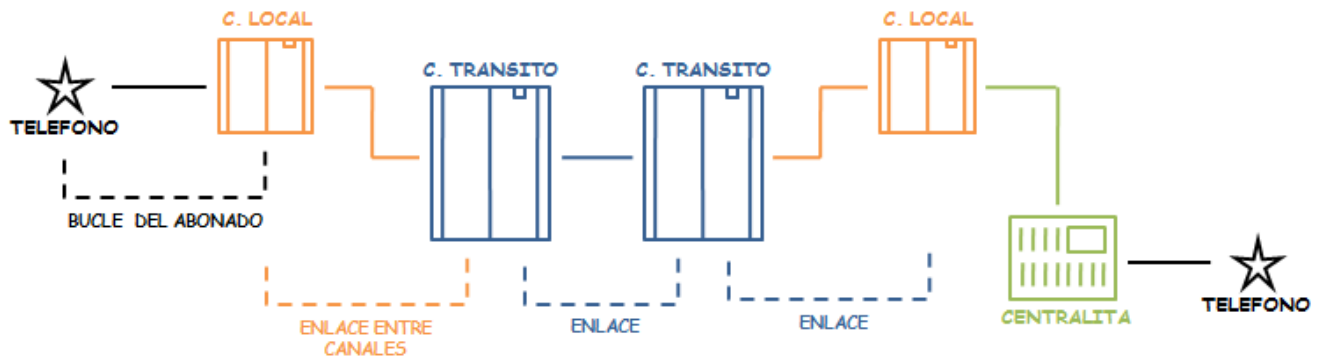 C. LOCAL
C. LOCAL
C. TRANSITO
C. TRANSITO
TELEFONO
BUCLE DEL ABONADO
TELEFONO
CENTRALITA
ENLACE ENTRE
CANALES
ENLACE
ENLACE